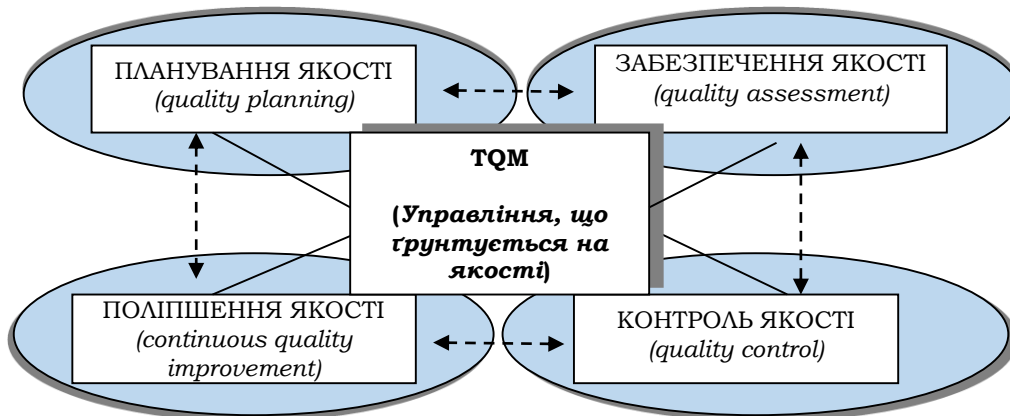 ПЛАНУВАННЯ ЯКОСТІ
(quality planning)
ЗАБЕЗПЕЧЕННЯ ЯКОСТІ
(quality assessment)
TQM
(Управління, що
ґрунтується на
якості)
ПОЛІПШЕННЯ ЯКОСТІ
(continuous quality
improvement)
КОНТРОЛЬ ЯКОСТІ
(quality control)